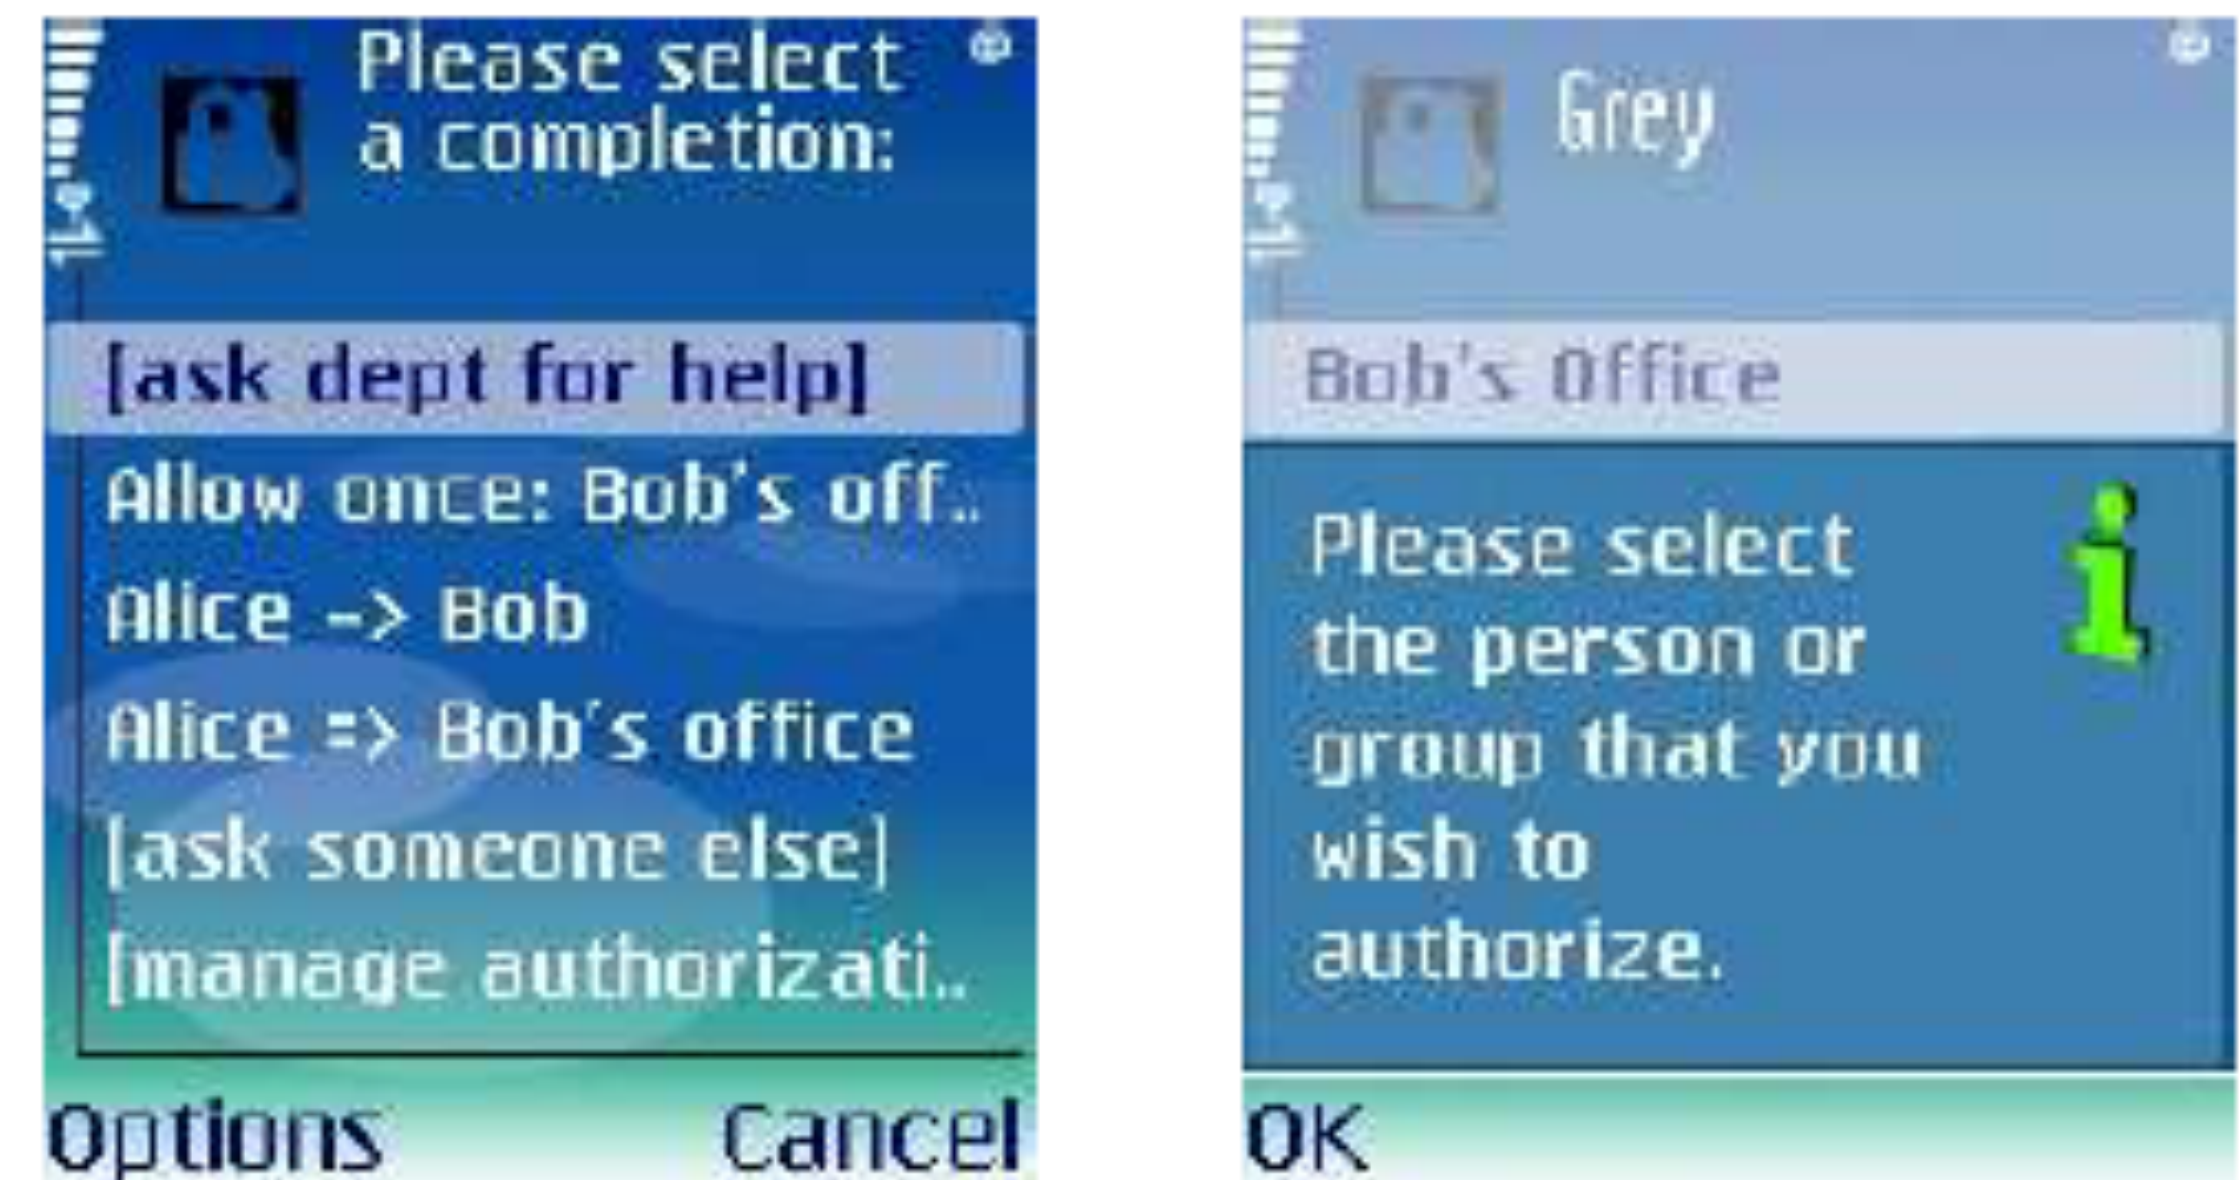 Please select
a completion:
[ask dept for help]
Allow once: Bob's off..
Alice -> Bob
Alice => Bob's office
[ask someone else]
[manage authorizati..
Options
Cancel
Grey
Bob's Office
Please select
the person or
group that you
wish to
authorize.
OK